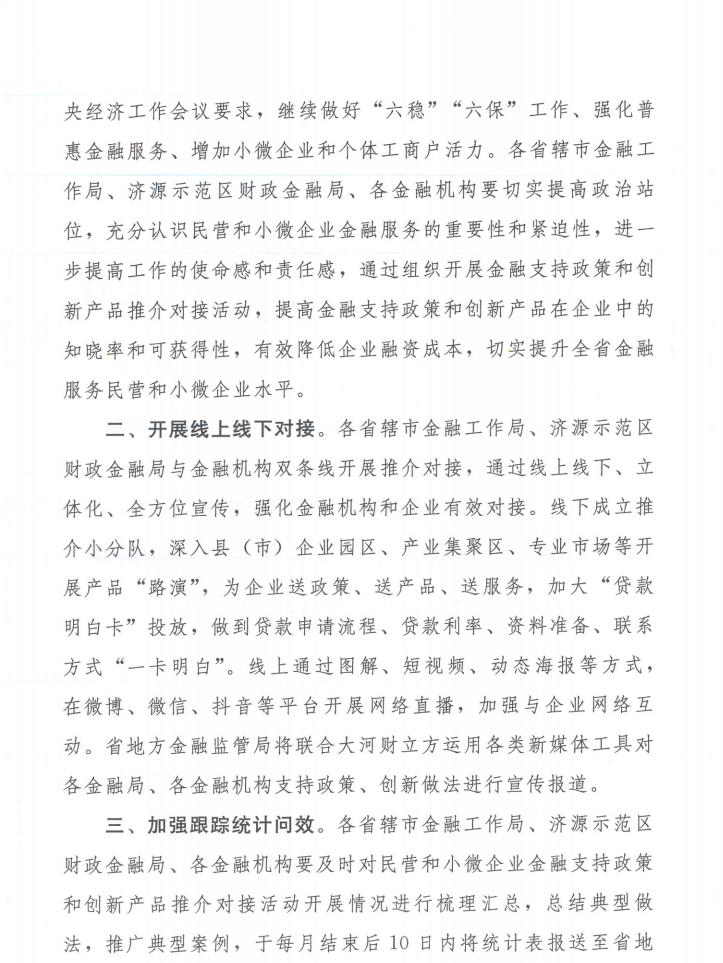 央经济工作会议要求，继续做好“六稳”“六保”工作、强化普
惠金融服务、增加小微企业和个体工商户活力。各省辖市金融工
作局、济源示范区财政金融局、各金融机构要切实提高政治站
位，充分认识民营和小微企业金融服务的重要性和紧迫性，进一
步提高工作的使命感和责任感，通过组织开展金融支持政策和创
新产品推介对接活动，提高金融支持政策和创新产品在企业中的
知晓率和可获得性，有效降低企业融资成本，切实提升全省金融
服务民营和小微企业水平。
二、开展线上线下对接。各省辖市金融工作局、济源示范区
财政金融局与金融机构双条线开展推介对接，通过线上线下、立
体化、全方位宣传，强化金融机构和企业有效对接。线下成立推
介小分队，深入县（市）企业园区、产业集聚区、专业市场等开
展产品“路演”，为企业送政策、送产品、送服务，加大“贷款
明白卡”投放，做到贷款申请流程、贷款利率、资料准备、联系
方式“一卡明白”。线上通过图解、短视频、动态海报等方式，
在微博、微信、抖音等平台开展网络直播，加强与企业网络互
动。省地方金融监管局将联合大河财立方运用各类新媒体工具对
各金融局、各金融机构支持政策、创新做法进行宣传报道。
三、加强跟踪统计问效。各省辖市金融工作局、济源示范区
财政金融局、各金融机构要及时对民营和小微企业金融支持政策
和创新产品推介对接活动开展情况进行梳理汇总，总结典型做
法，推广典型案例，于每月结束后10日内将统计表报送至省地